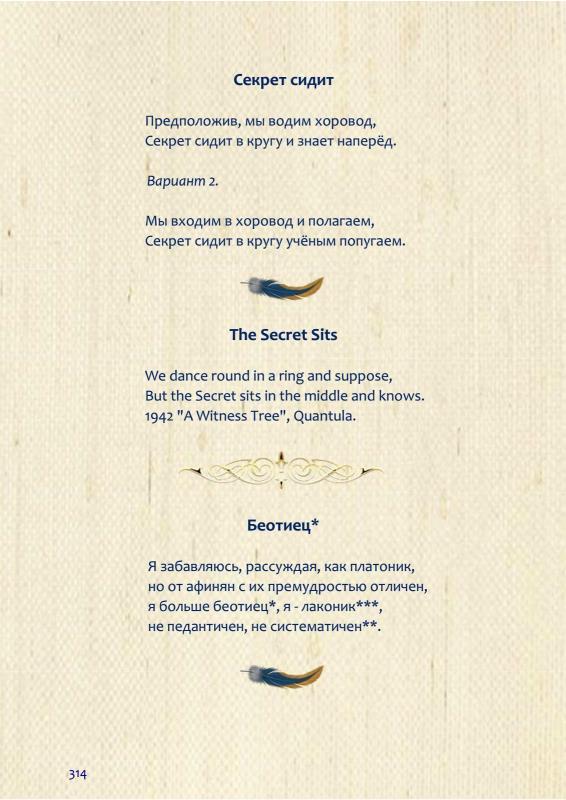 Секрет сидит
Предположив, мы водим хоровод,
Секрет сидит в кругу и знает наперёд.
Вариант 2.
Мы входим в хоровод и полагаем,
Секрет сидит в кругу учёным попугаем.
The Secret Sits
We dance round in a ring and suppose,
But the Secret sits in the middle and knows.
1942 "A Witness Tree", Quantula.
Беотиец*
Я забавляюсь, рассуждая, как платоник,
но от афинян с их премудростью отличен,
я больше беотиец*, я - лаконик***,
не педантичен, не систематичен**.
314